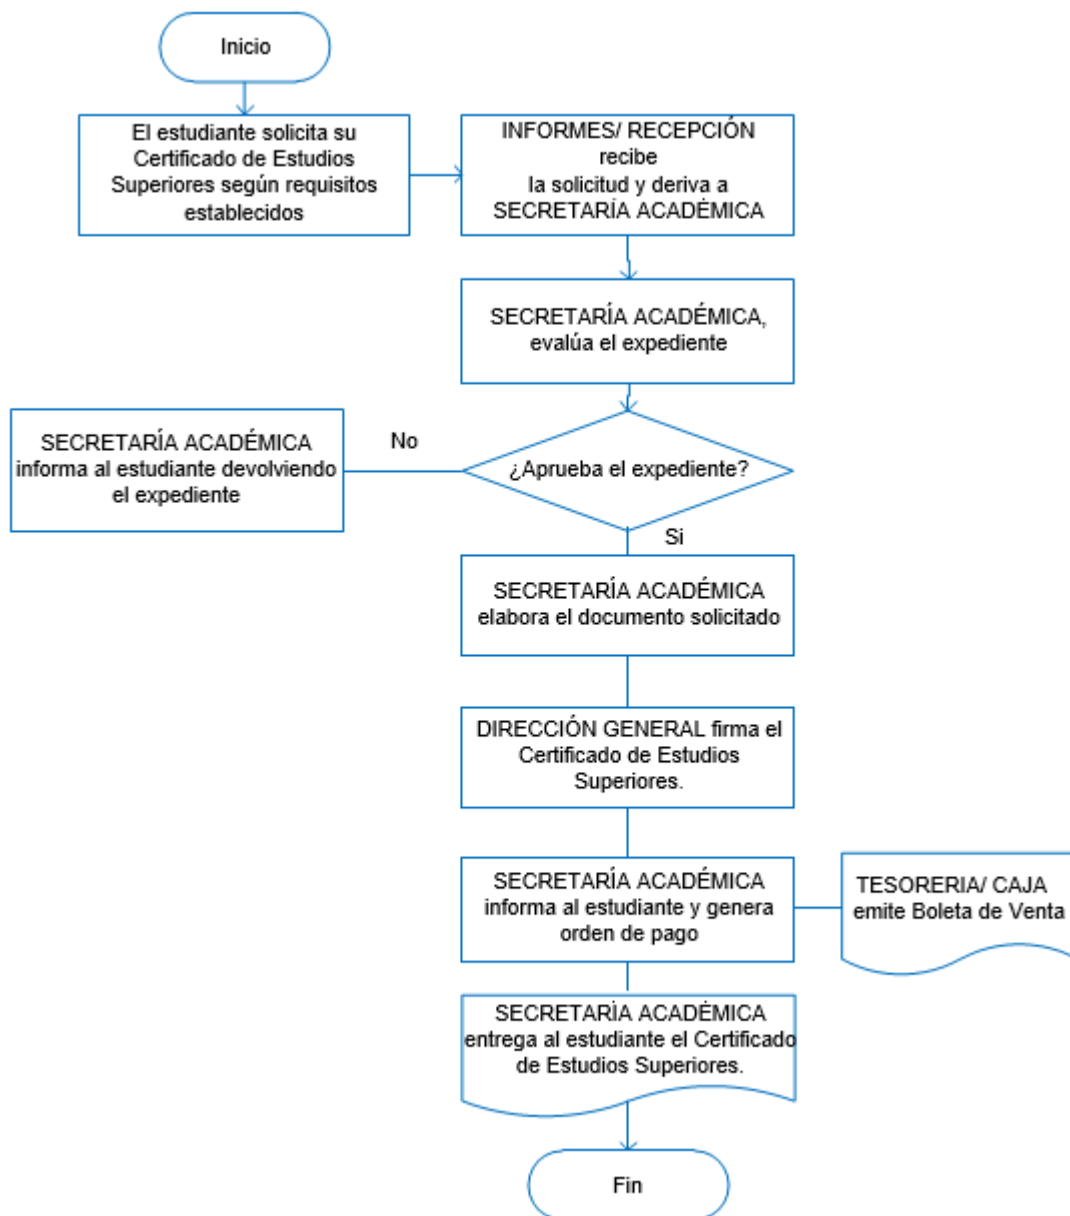 Inicio
El estudiante solicita su
Certificado de Estudios
Superiores según requisitos
establecidos
INFORMES/ RECEPCIÓN
recibe
la solicitud y deriva a
SECRETARÍA ACADÉMICA
SECRETARÍA ACADÉMICA,
evalúa el expediente
¿Aprueba el expediente?
No
SECRETARÍA ACADÉMICA
informa al estudiante devolviendo
el expediente
Si
SECRETARÍA ACADÉMICA
elabora el documento solicitado
DIRECCIÓN GENERAL firma el
Certificado de Estudios
Superiores.
SECRETARÍA ACADÉMICA
informa al estudiante y genera
orden de pago
TESORERIA/ CAJA
emite Boleta de Venta
SECRETARÍA ACADÉMICA
entrega al estudiante el Certificado
de Estudios Superiores.
Fin